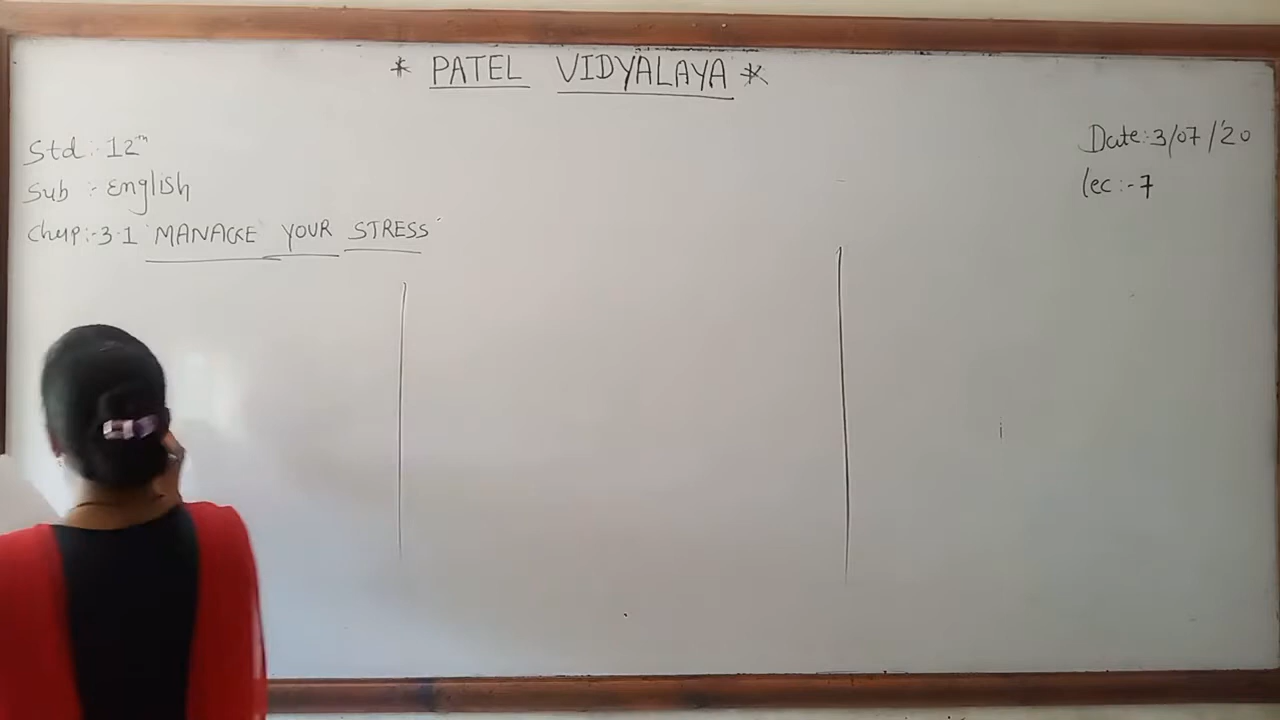 * PATEL VIDYALAYA *
Std :- 12th
Date :- 3/07/'20
Sub :- English
lec :- 7
Chap :- 3.1 'MANAGE YOUR STRESS'